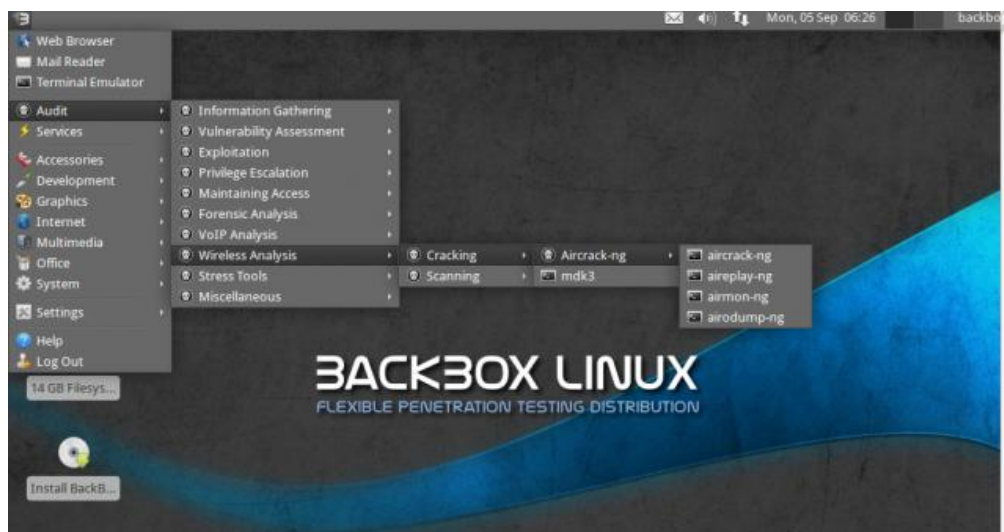 Mon, 05 Sep 06:26
backbo
Web Browser
Mail Reader
Terminal Emulator
Audit
Services
Accessories
Development
Graphics
Internet
Multimedia
Office
System
Settings
Help
Log Out
Information Gathering
Vulnerability Assessment
Exploitation
Privilege Escalation
Maintaining Access
Forensic Analysis
VoIP Analysis
Wireless Analysis
Stress Tools
Miscellaneous
Cracking
Scanning
Aircrack-ng
mdk3
aircrack-ng
aireplay-ng
airmon-ng
airodump-ng
14 GB Filesys...
Install BackB...
BACKBOX LINUX
FLEXIBLE PENETRATION TESTING DISTRIBUTION